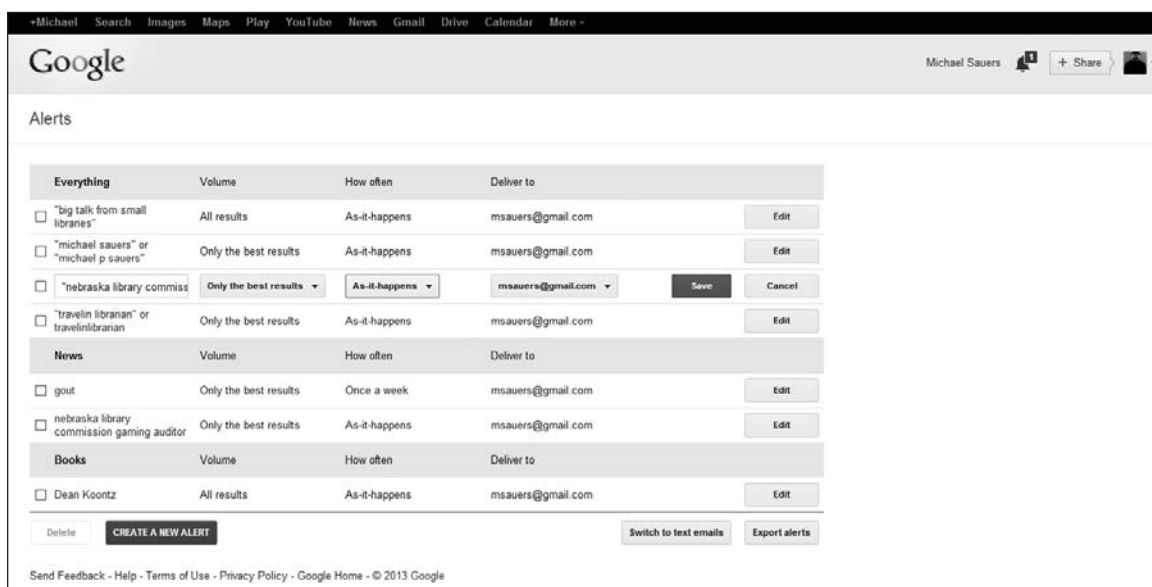 +Michael Search Images Maps Play YouTube News Gmail Drive Calendar More
Google
Michael Sauers 1 + Share
Alerts
Everything Volume How often Deliver to
"big talk from small
libraries" All results As-it-happens msauers@gmail.com Edit
"michael sauers" or
"michael p sauers" Only the best results As-it-happens msauers@gmail.com Edit
"nebraska library commiss Only the best results As-it-happens msauers@gmail.com Save Cancel
"travelin librarian" or
travelinlibrarian Only the best results As-it-happens msauers@gmail.com Edit
News Volume How often Deliver to
gout Only the best results Once a week msauers@gmail.com Edit
nebraska library
commission gaming auditor Only the best results As-it-happens msauers@gmail.com Edit
Books Volume How often Deliver to
Dean Koontz All results As-it-happens msauers@gmail.com Edit
Delete CREATE A NEW ALERT Switch to text emails Export alerts
Send Feedback - Help - Terms of Use - Privacy Policy - Google Home - © 2013 Google